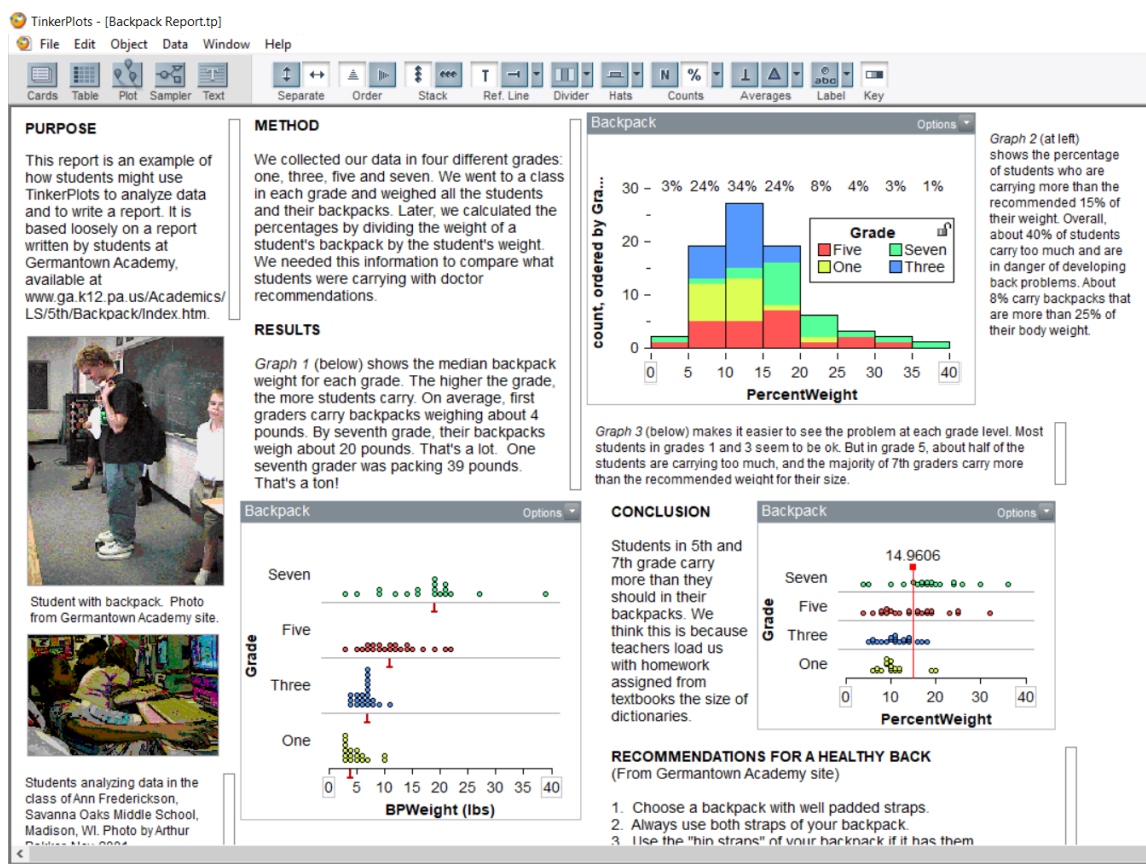 TinkerPlots - [Backpack Report.tp]
File Edit Object Data Window Help
Cards Table Plot Sampler Text Separate Order Stack Ref. Line Divider Hats Counts Averages Label Key
T T N % abc
PURPOSE
This report is an example of
how students might use
TinkerPlots to analyze data
and to write a report. It is
based loosely on a report
written by students at
Germantown Academy,
available at
www.ga.k12.pa.us/Academics/
LS/5th/Backpack/Index.htm.
Student with backpack. Photo
from Germantown Academy site.
Students analyzing data in the
class of Ann Frederickson,
Savanna Oaks Middle School,
Madison, WI. Photo by Arthur
METHOD
We collected our data in four different grades:
one, three, five and seven. We went to a class
in each grade and weighed all the students
and their backpacks. Later, we calculated the
percentages by dividing the weight of a
student's backpack by the student's weight.
We needed this information to compare what
students were carrying with doctor
recommendations.
RESULTS
Graph 1 (below) shows the median backpack
weight for each grade. The higher the grade,
the more students carry. On average, first
graders carry backpacks weighing about 4
pounds. By seventh grade, their backpacks
weigh about 20 pounds. That's a lot. One
seventh grader was packing 39 pounds.
That's a ton!
Backpack Options
Seven
Five
Three
One
Grade
0 5 10 15 20 25 30 35 40
BPWeight (lbs)
Backpack Options
count, ordered by Gra...
30 3% 24% 34% 24% 8% 4% 3% 1%
20
10
0
Grade
Five Seven
One Three
0 5 10 15 20 25 30 35 40
PercentWeight
Graph 2 (at left)
shows the percentage
of students who are
carrying more than the
recommended 15% of
their weight. Overall,
about 40% of students
carry too much and are
in danger of developing
back problems. About
8% carry backpacks that
are more than 25% of
their body weight.
Graph 3 (below) makes it easier to see the problem at each grade level. Most
students in grades 1 and 3 seem to be ok. But in grade 5, about half of the
students are carrying too much, and the majority of 7th graders carry more
than the recommended weight for their size.
CONCLUSION
Students in 5th and
7th grade carry
more than they
should in their
backpacks. We
think this is because
teachers load us
with homework
assigned from
textbooks the size of
dictionaries.
Backpack Options
14.9606
Seven
Five
Three
One
Grade
0 10 20 30 40
PercentWeight
RECOMMENDATIONS FOR A HEALTHY BACK
(From Germantown Academy site)
1. Choose a backpack with well padded straps.
2. Always use both straps of your backpack.
3. Use the "hip straps" of your backpack if it has them